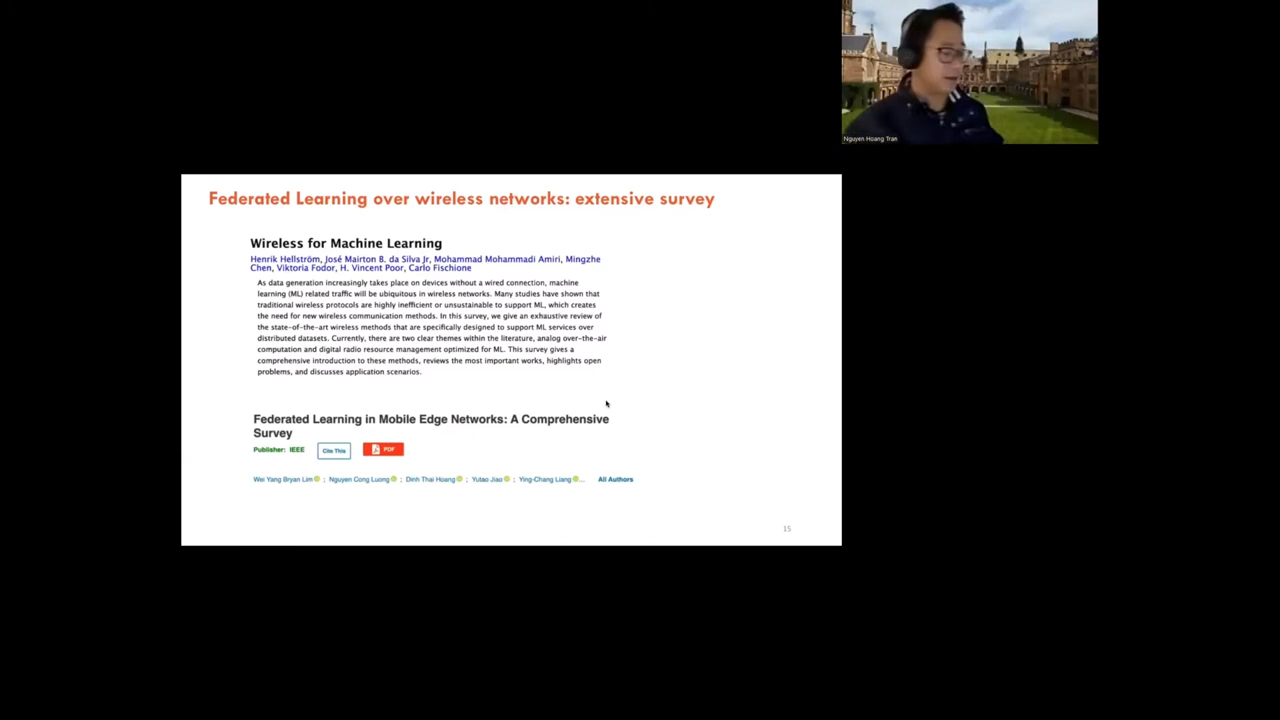 Nguyen Hoang Tran
Federated Learning over wireless networks: extensive survey
Wireless for Machine Learning
Henrik Hellström, José Mairton B. da Silva Jr, Mohammad Mohammadi Amiri, Mingzhe
Chen, Viktoria Fodor, H. Vincent Poor, Carlo Fischione
As data generation increasingly takes place on devices without a wired connection, machine
learning (ML) related traffic will be ubiquitous in wireless networks. Many studies have shown that
traditional wireless protocols are highly inefficient or unsustainable to support ML, which creates
the need for new wireless communication methods. In this survey, we give an exhaustive review of
the state-of-the-art wireless methods that are specifically designed to support ML services over
distributed datasets. Currently, there are two clear themes within the literature, analog over-the-air
computation and digital radio resource management optimized for ML. This survey gives a
comprehensive introduction to these methods, reviews the most important works, highlights open
problems, and discusses application scenarios.
Federated Learning in Mobile Edge Networks: A Comprehensive
Survey
Publisher: IEEE Cite This PDF
Wei Yang Bryan Lim ; Nguyen Cong Luong ; Dinh Thai Hoang ; Yutao Jiao ; Ying-Chang Liang ... All Authors
15